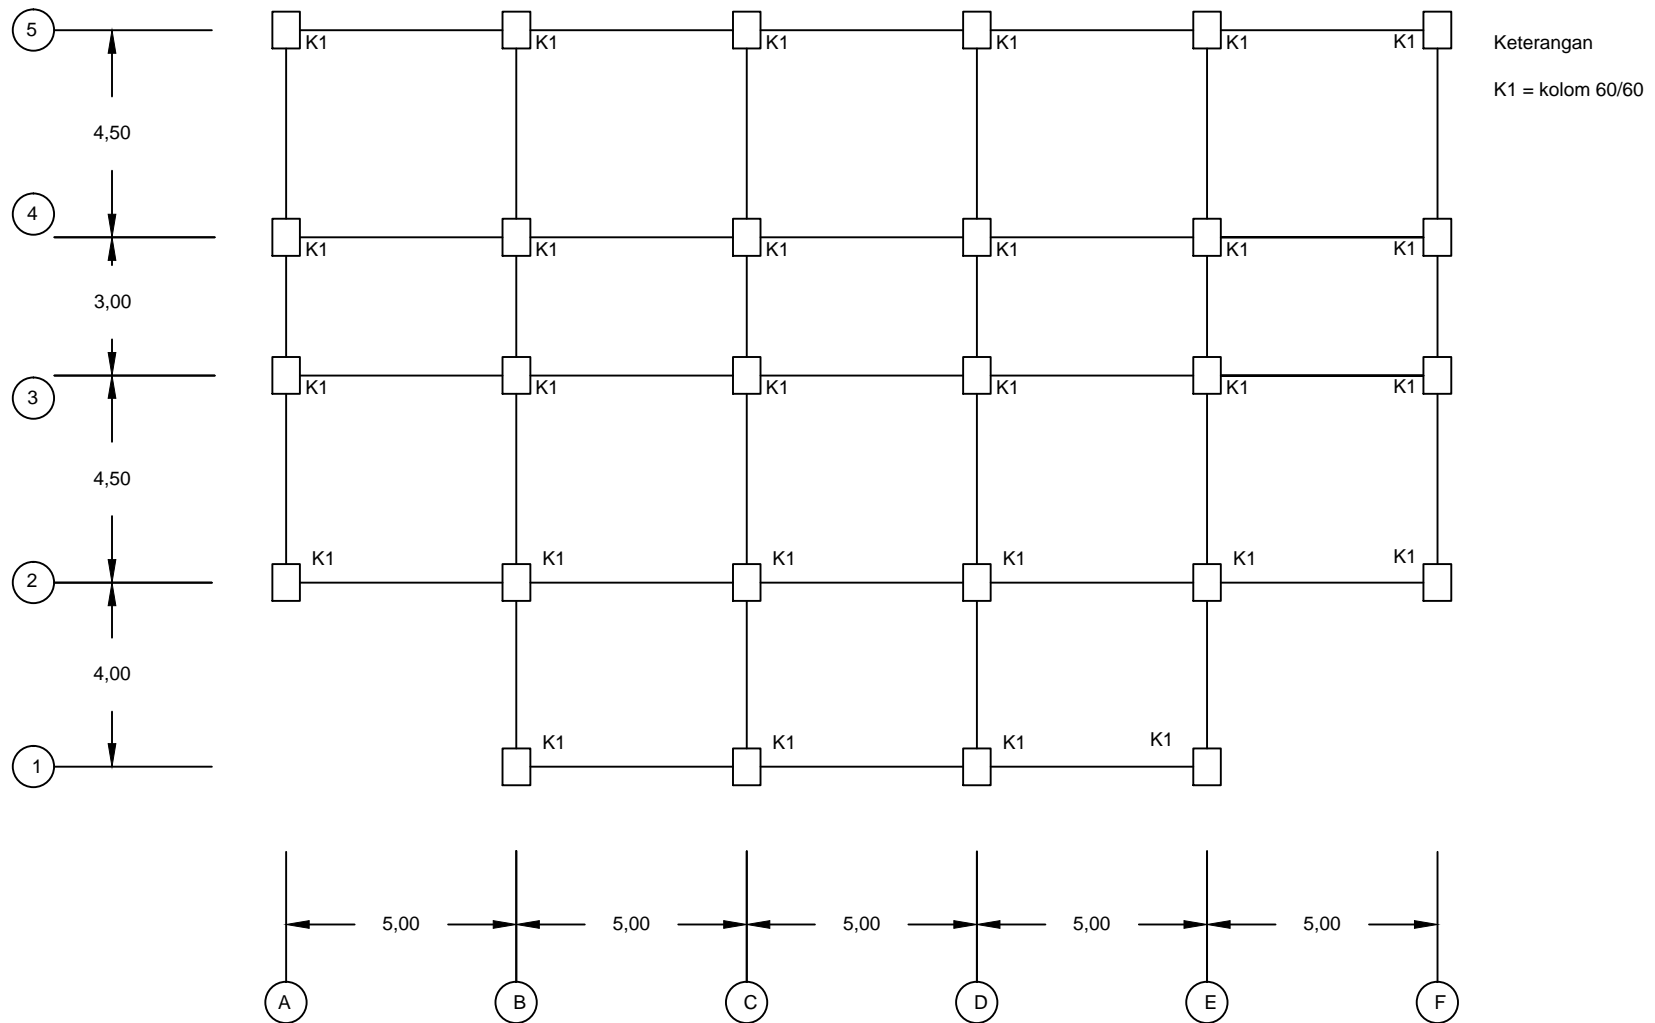 5 K1 K1 K1 K1 K1 K1 Keterangan
K1 = kolom 60/60
4,50
4
K1 K1 K1 K1 K1 K1
3,00
K1 K1 K1 K1 K1 K1
3
4,50
K1 K1 K1 K1 K1 K1
2
4,00
K1 K1 K1 K1
1
5,00 5,00 5,00 5,00 5,00
A B C D E F